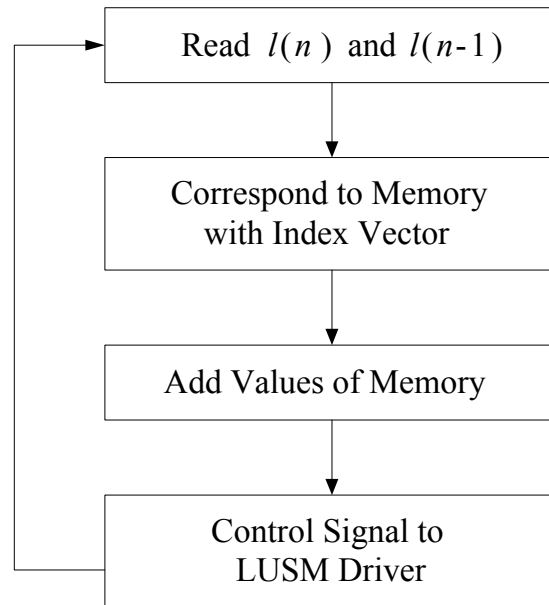 Read l(n) and l(n-1)
Correspond to Memory
with Index Vector
Add Values of Memory
Control Signal to
LUSM Driver